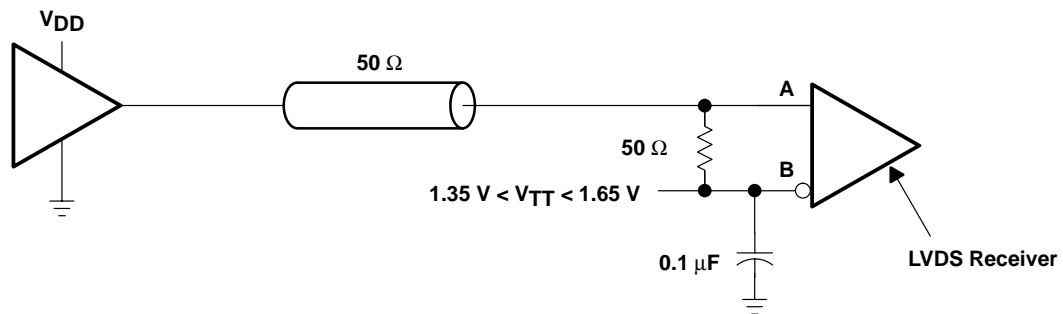 VDD
50 Ω
A
50 Ω
B
1.35 V < VTT < 1.65 V
0.1 μF
LVDS Receiver